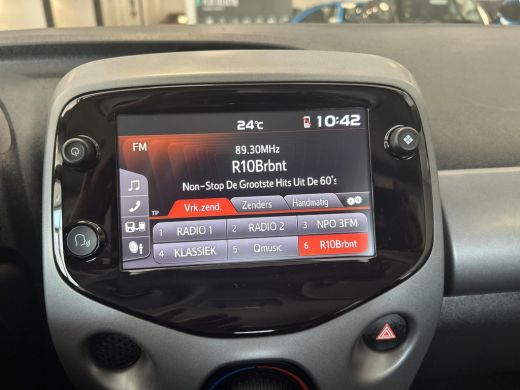 24°C 10:42
FM
89.30MHz
R10Brbnt
Non-Stop De Grootste Hits Uit De 60's
TP Vrk.zend. Zenders Handmatig
1 RADIO 1 2 RADIO 2 3 NPO 3FM
4 KLASSIEK 5 Qmusic 6 R10Brbnt